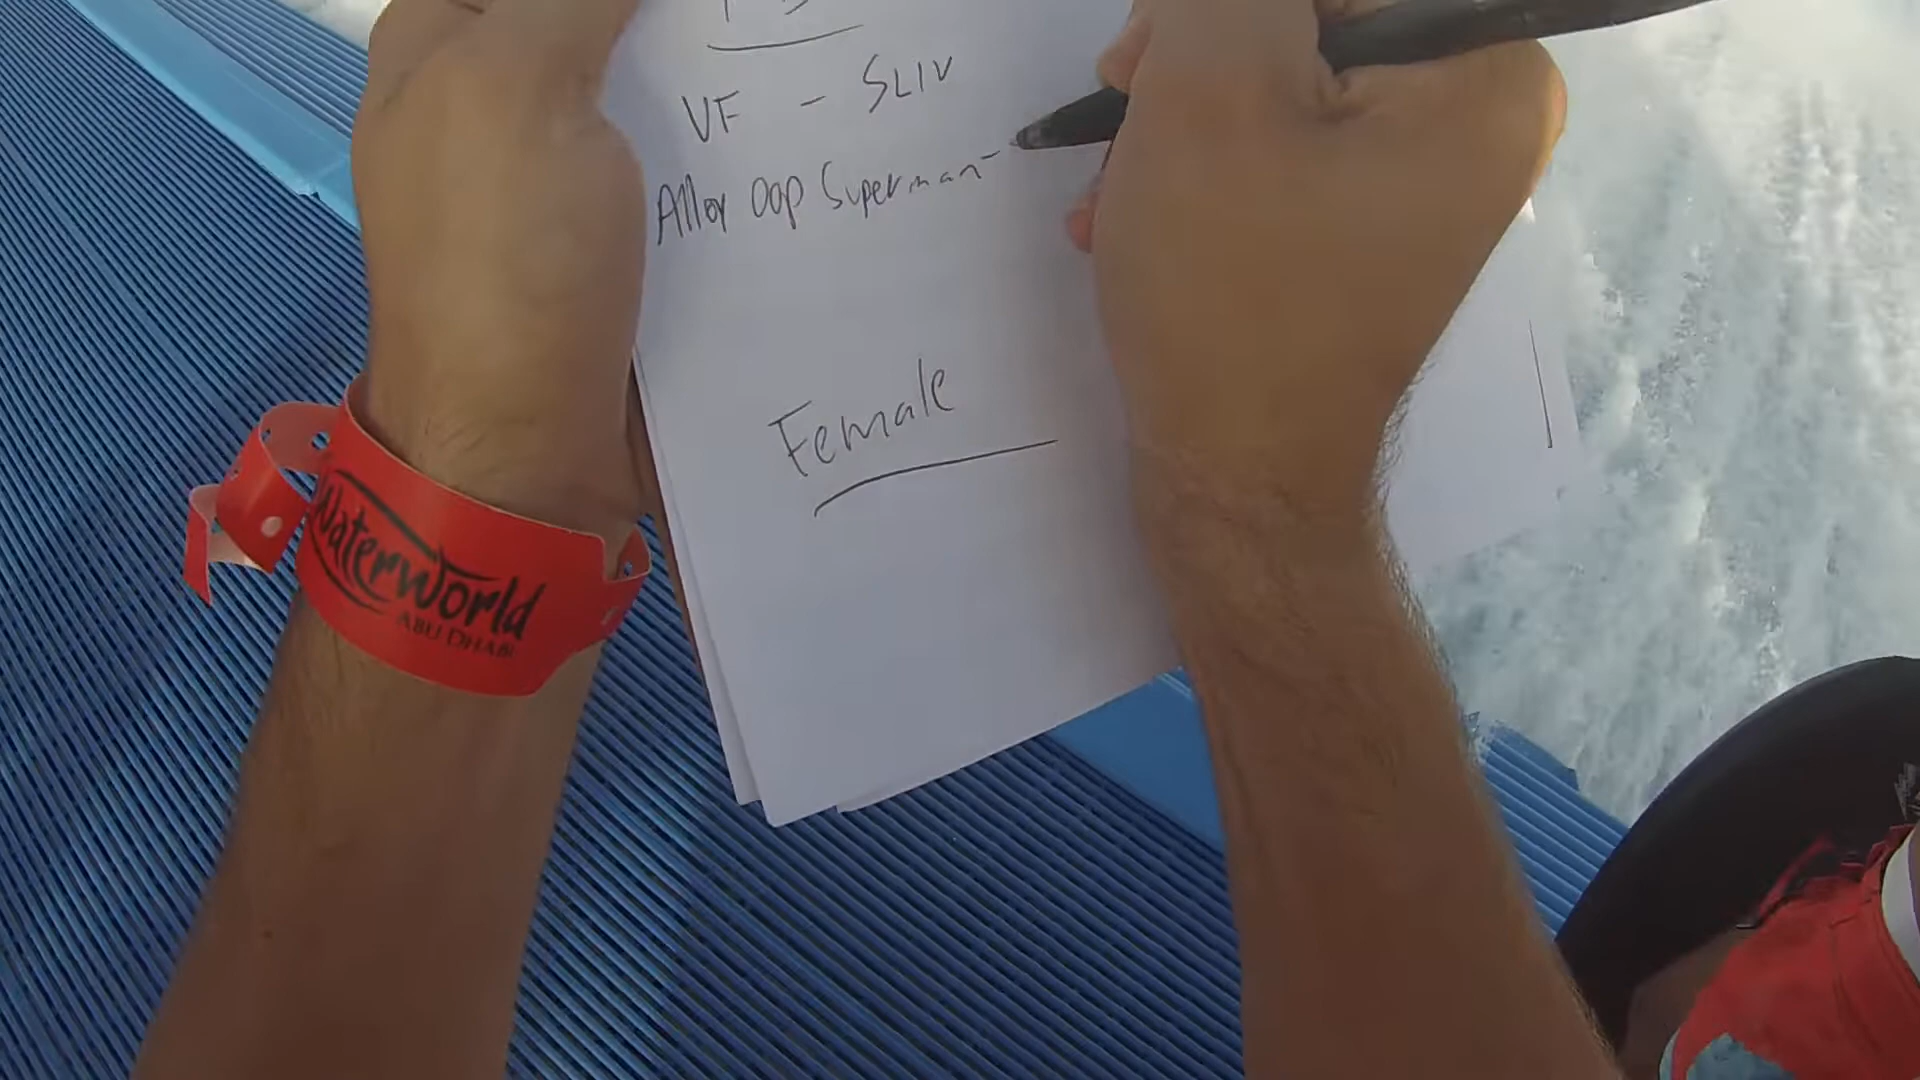 VF - SLIV
Alley Oop Superman -
Female
Waterworld
ABU DHABI